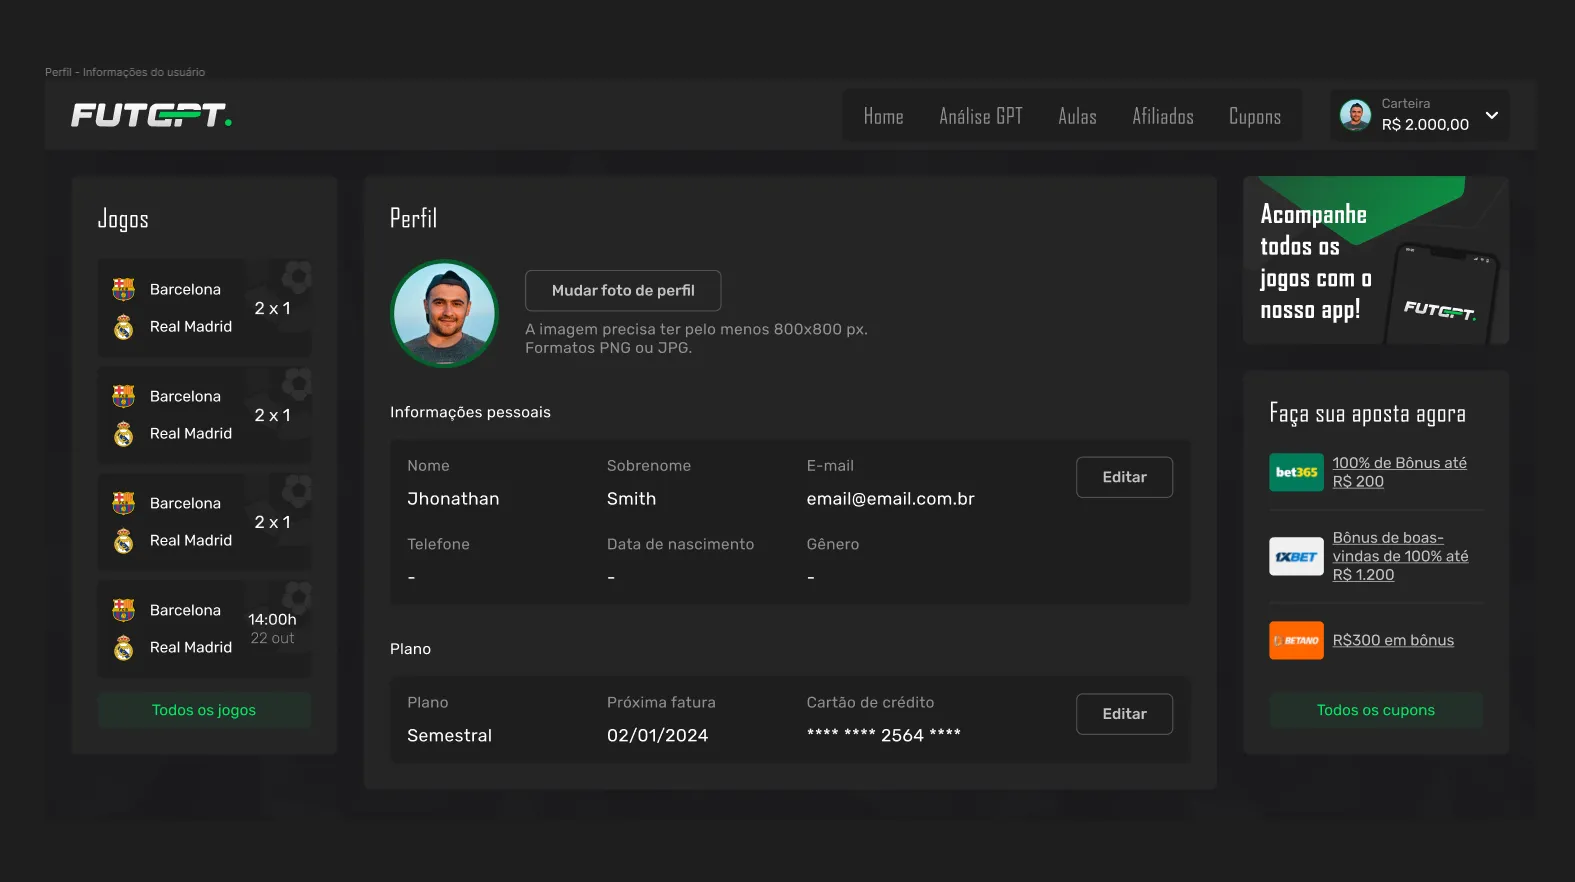 Perfil - Informações do usuário
FUTGPT.
Home
Análise GPT
Aulas
Afiliados
Cupons
Carteira
R$ 2.000,00
Jogos
Barcelona
Real Madrid
2 x 1
Barcelona
Real Madrid
2 x 1
Barcelona
Real Madrid
2 x 1
Barcelona
Real Madrid
14:00h
22 out
Todos os jogos
Perfil
Mudar foto de perfil
A imagem precisa ter pelo menos 800x800 px.
Formatos PNG ou JPG.
Informações pessoais
Nome
Jhonathan
Sobrenome
Smith
E-mail
email@email.com.br
Editar
Telefone
-
Data de nascimento
-
Gênero
-
Plano
Plano
Semestral
Próxima fatura
02/01/2024
Cartão de crédito
**** **** 2564 ****
Editar
Acompanhe
todos os
jogos com o
nosso app!
FUTGPT.
Faça sua aposta agora
bet365
100% de Bônus até
R$ 200
1XBET
Bônus de boas-
vindas de 100% até
R$ 1.200
BETANO
R$300 em bônus
Todos os cupons